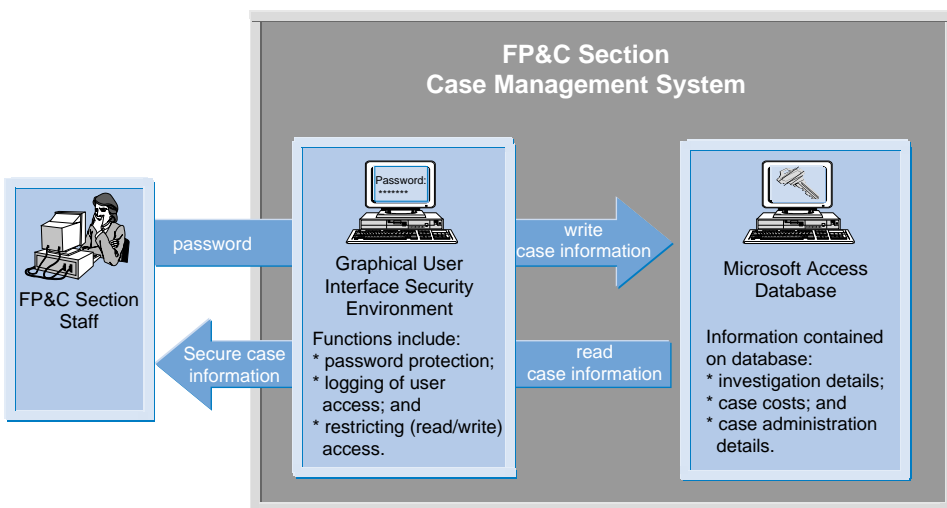 FP&C Section
Case Management System
FP&C Section
Staff
password
Secure case
information
Password:
*******
Graphical User
Interface Security
Environment
Functions include:
* password protection;
* logging of user
access; and
* restricting (read/write)
access.
write
case information
read
case information
Microsoft Access
Database
Information contained
on database:
* investigation details;
* case costs; and
* case administration
details.